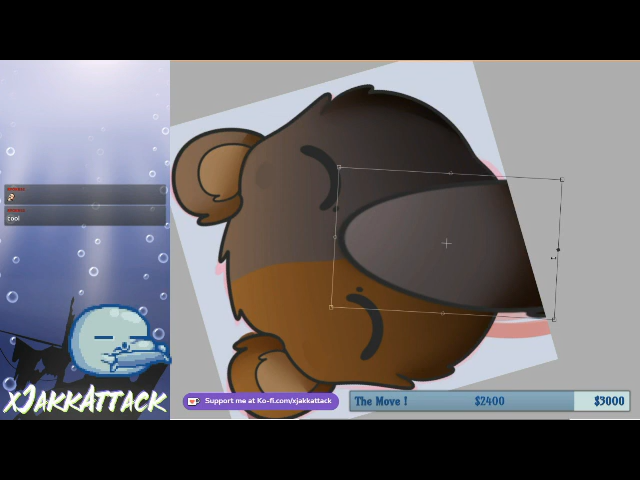 cool
xJakkAttack
Support me at Ko-fi.com/xjakkattack
The Move !
$2400
$3000